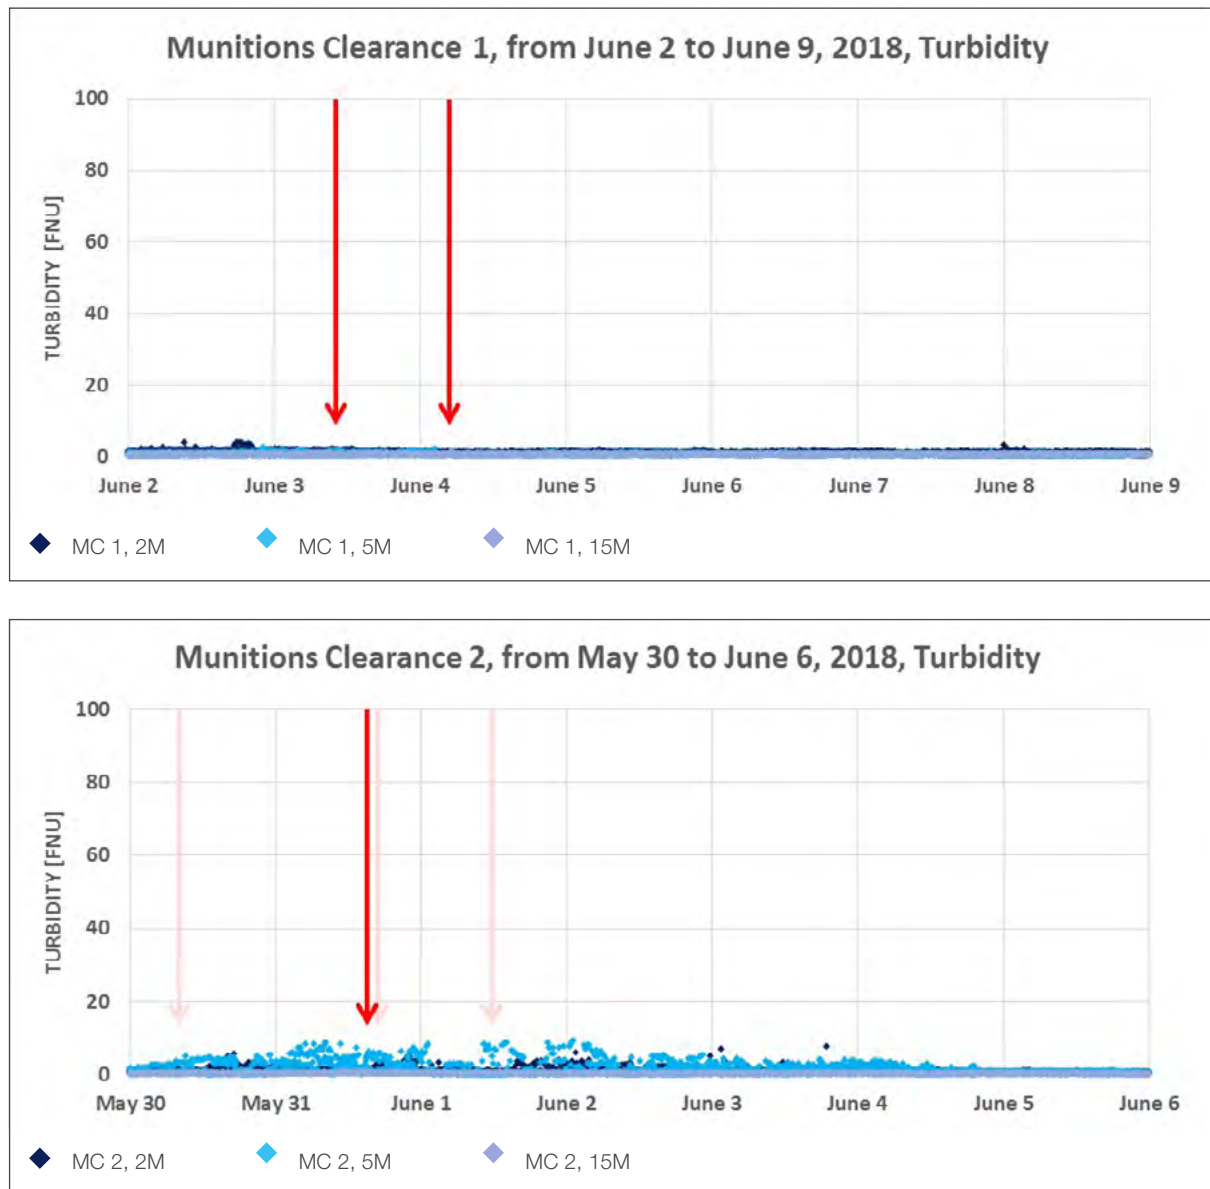 Munitions Clearance 1, from June 2 to June 9, 2018, Turbidity
TURBIDITY [FNU]
100
80
60
40
20
0
June 2 June 3 June 4 June 5 June 6 June 7 June 8 June 9
MC 1, 2M MC 1, 5M MC 1, 15M
Munitions Clearance 2, from May 30 to June 6, 2018, Turbidity
TURBIDITY [FNU]
100
80
60
40
20
0
May 30 May 31 June 1 June 2 June 3 June 4 June 5 June 6
MC 2, 2M MC 2, 5M MC 2, 15M